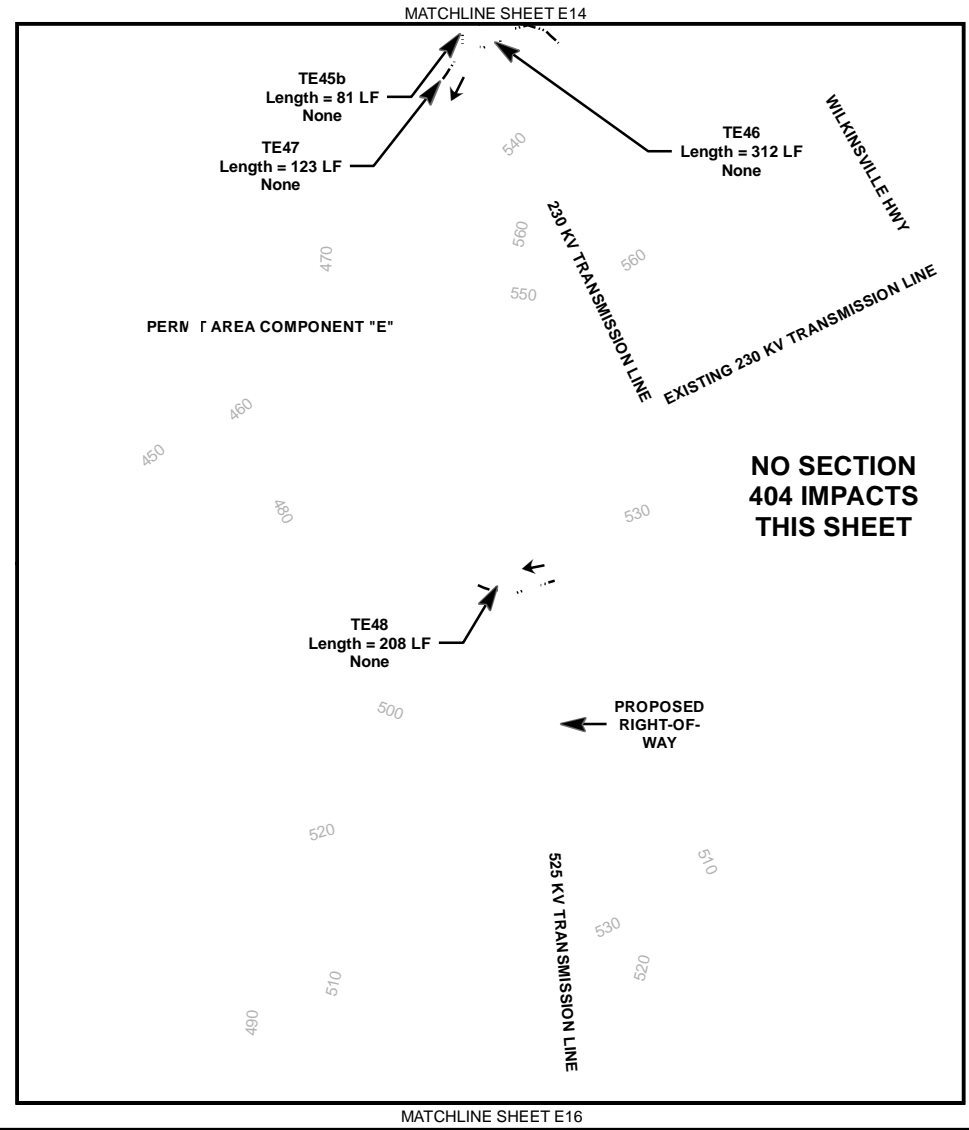 MATCHLINE SHEET E14
TE45b
Length = 81 LF
None
TE47
Length = 123 LF
None
TE46
Length = 312 LF
None
WILKINSVILLE HWY
540
560
470
560
550
230 KV TRANSMISSION LINE
EXISTING 230 KV TRANSMISSION LINE
AREA COMPONENT "E"
460
450
480
530
NO SECTION
404 IMPACTS
THIS SHEET
TE48
Length = 208 LF
None
500
PROPOSED
RIGHT-OF-
WAY
520
510
525 KV TRANSMISSION LINE
530
520
510
490
MATCHLINE SHEET E16